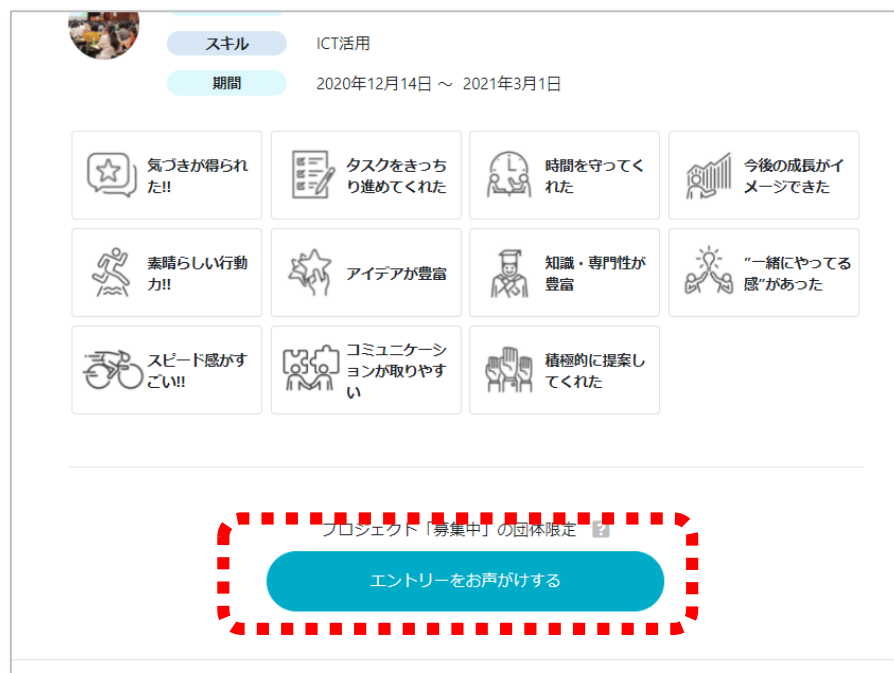 スキル
ICT活用
期間
2020年12月14日 ～ 2021年3月1日
気づきが得られ
た!!
タスクをきっち
り進めてくれた
時間を守ってく
れた
今後の成長がイ
メージできた
素晴らしい行動
力!!
アイデアが豊富
知識・専門性が
豊富
”一緒にやってる
感”があった
スピード感がす
ごい!!
コミュニケーシ
ョンが取りやす
い
積極的に提案し
てくれた
プロジェクト「募集中」の団体限定 ?
エントリーをお声がけする